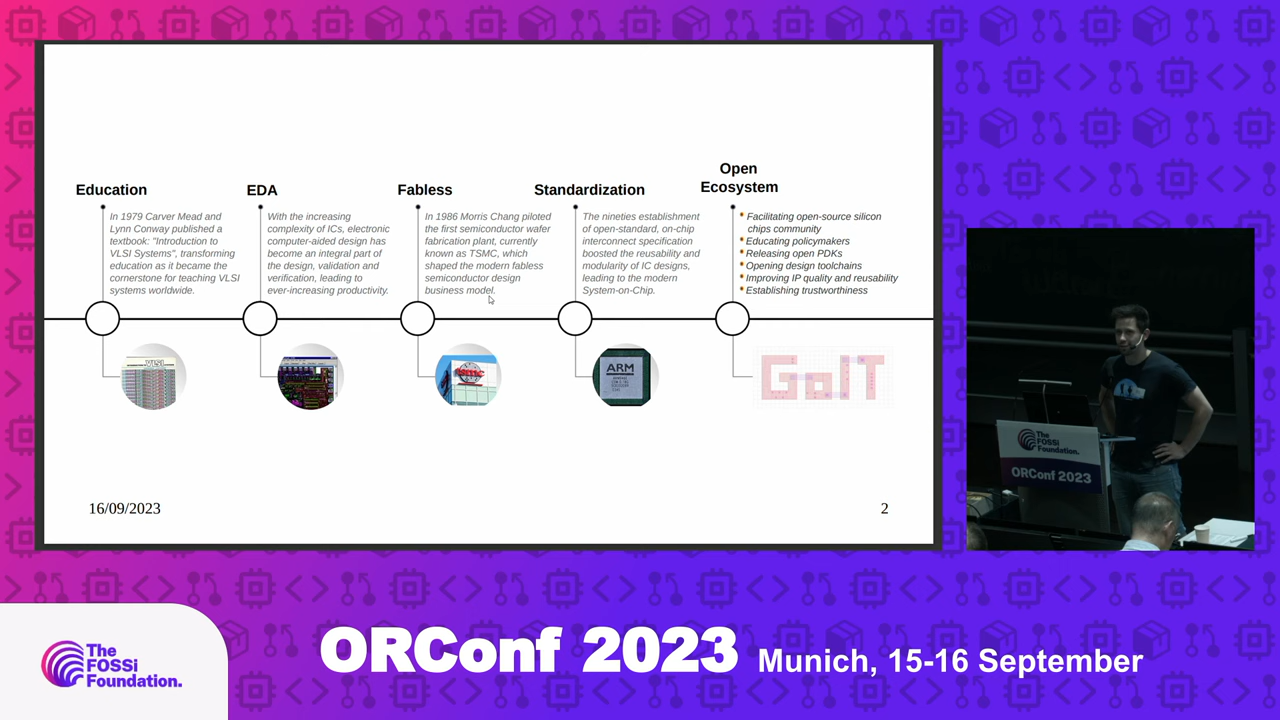 Education
In 1979 Carver Mead and
Lynn Conway published a
textbook: "Introduction to
VLSI Systems", transforming
education as it became the
cornerstone for teaching VLSI
systems worldwide.
EDA
With the increasing
complexity of ICs, electronic
computer-aided design has
become an integral part of
the design, validation and
verification, leading to
ever-increasing productivity.
Fabless
In 1986 Morris Chang piloted
the first semiconductor wafer
fabrication plant, currently
known as TSMC, which
shaped the modern fabless
semiconductor design
business model.
Standardization
The nineties establishment
of open-standard, on-chip
interconnect specification
boosted the reusability and
modularity of IC designs,
leading to the modern
System-on-Chip.
Open
Ecosystem
Facilitating open-source silicon
chips community
Educating policymakers
Releasing open PDKs
Opening design toolchains
Improving IP quality and reusability
Establishing trustworthiness
VLSI
ARM
GoIT
16/09/2023
2
The
FOSSi
Foundation.
ORConf 2023
The
FOSSi
Foundation.
ORConf 2023 Munich, 15-16 September